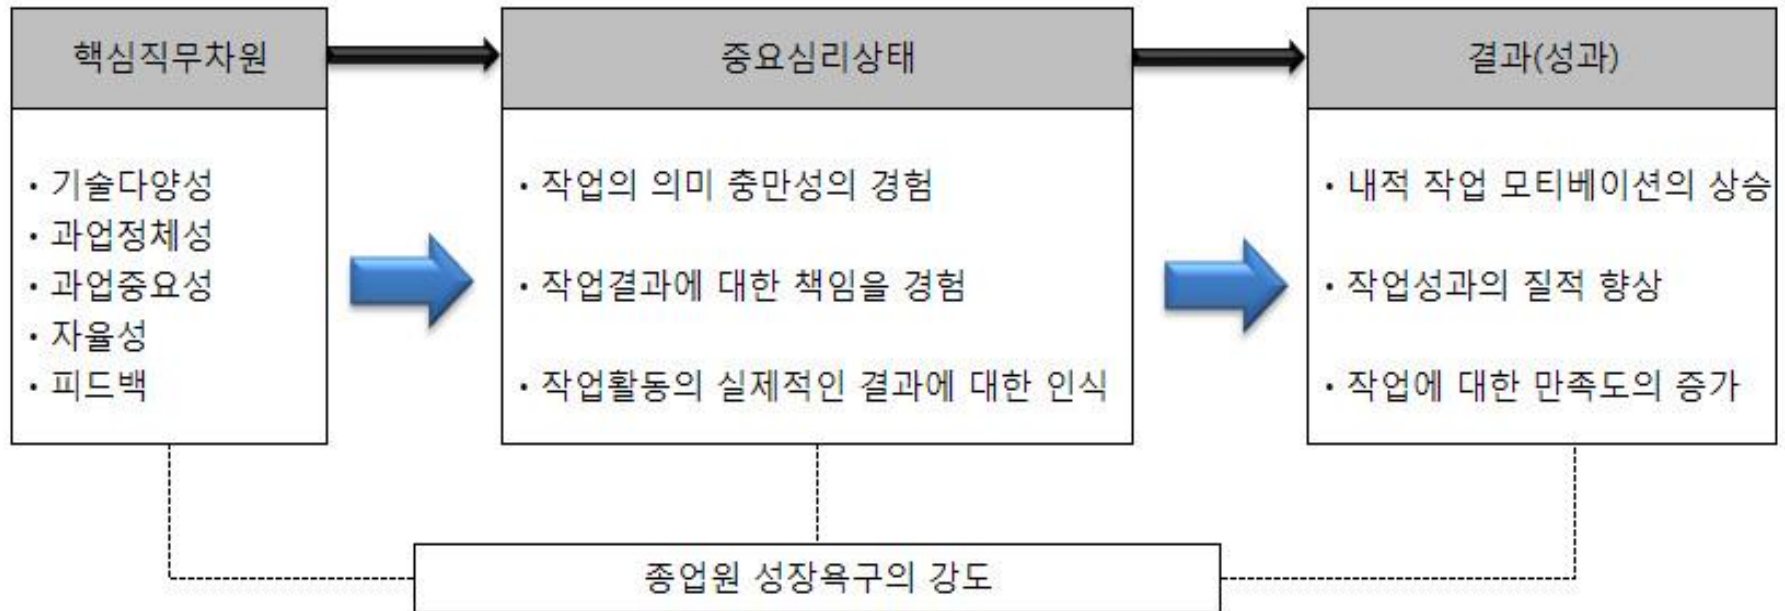 핵심직무차원
중요심리상태
결과(성과)
• 기술다양성
• 과업정체성
• 과업중요성
• 자율성
• 피드백
• 작업의 의미 충만성의 경험
• 작업결과에 대한 책임을 경험
• 작업활동의 실제적인 결과에 대한 인식
• 내적 작업 모티베이션의 상승
• 작업성과의 질적 향상
• 작업에 대한 만족도의 증가
종업원 성장욕구의 강도